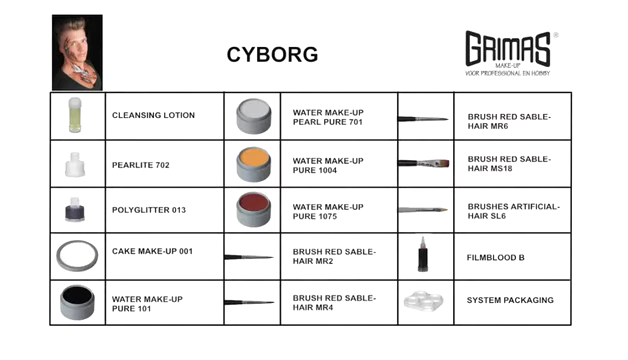 CYBORG
GRIMAS®
MAKE-UP
VOOR PROFESSIONAL EN HOBBY
CLEANSING LOTION
WATER MAKE-UP
PEARL PURE 701
BRUSH RED SABLE-
HAIR MR6
PEARLITE 702
WATER MAKE-UP
PURE 1004
BRUSH RED SABLE-
HAIR MS18
POLYGLITTER 013
WATER MAKE-UP
PURE 1075
BRUSHES ARTIFICIAL-
HAIR SL6
CAKE MAKE-UP 001
BRUSH RED SABLE-
HAIR MR2
FILMBLOOD B
WATER MAKE-UP
PURE 101
BRUSH RED SABLE-
HAIR MR4
SYSTEM PACKAGING